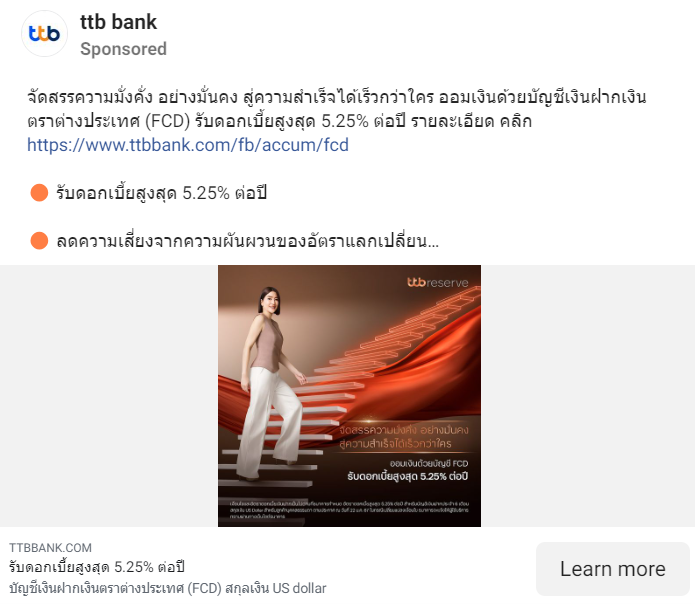 ttb
ttb bank
Sponsored
จัดสรรความมั่งคั่ง อย่างมั่นคง สู่ความสำเร็จได้เร็วกว่าใคร ออมเงินด้วยบัญชีเงินฝากเงิน
ตราต่างประเทศ (FCD) รับดอกเบี้ยสูงสุด 5.25% ต่อปี รายละเอียด คลิก
https://www.ttbbank.com/fb/accum/fcd
รับดอกเบี้ยสูงสุด 5.25% ต่อปี
ลดความเสี่ยงจากความผันผวนของอัตราแลกเปลี่ยน...
ttb reserve
จัดสรรความมั่งคั่ง อย่างมั่นคง
สู่ความสำเร็จได้เร็วกว่าใคร
ออมเงินด้วยบัญชี FCD
รับดอกเบี้ยสูงสุด 5.25% ต่อปี
TTBBANK.COM
รับดอกเบี้ยสูงสุด 5.25% ต่อปี
บัญชีเงินฝากเงินตราต่างประเทศ (FCD) สกุลเงิน US dollar
Learn more